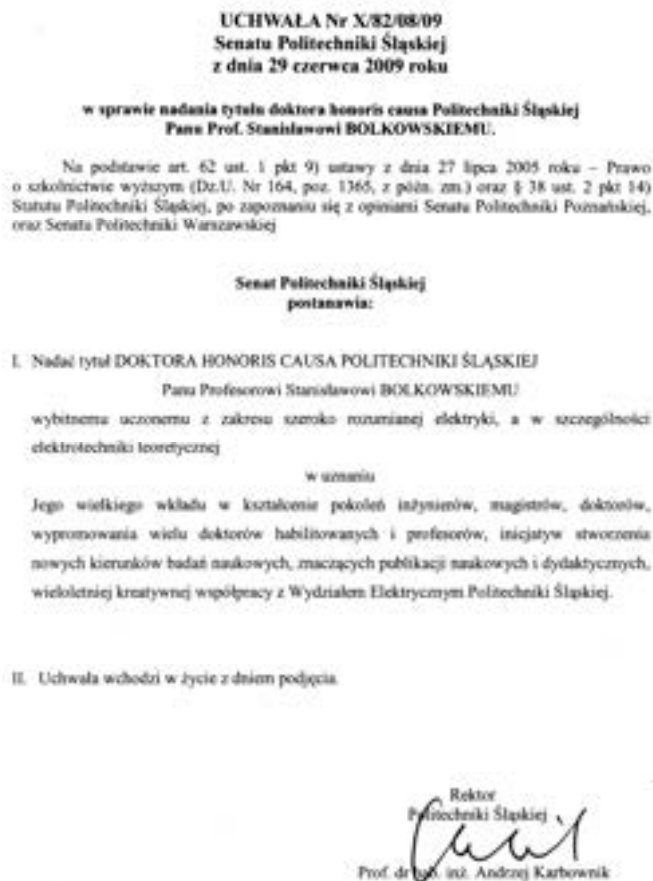 UCHWAŁA Nr X/82/08/09
Senatu Politechniki Śląskiej
z dnia 29 czerwca 2009 roku
w sprawie nadania tytułu doktora honoris causa Politechniki Śląskiej
Panu Prof. Stanisławowi BOLKOWSKIEMU.
Na podstawie art. 62 ust. 1 pkt 9) ustawy z dnia 27 lipca 2005 roku – Prawo
o szkolnictwie wyższym (Dz.U. Nr 164, poz. 1365, z późn. zm.) oraz § 38 ust. 2 pkt 14)
Statutu Politechniki Śląskiej, po zapoznaniu się z opiniami Senatu Politechniki Poznańskiej,
oraz Senatu Politechniki Warszawskiej
Senat Politechniki Śląskiej
postanawia:
I. Nadać tytuł DOKTORA HONORIS CAUSA POLITECHNIKI ŚLĄSKIEJ
Panu Profesorowi Stanisławowi BOLKOWSKIEMU
wybitnemu uczonemu z zakresu szeroko rozumianej elektryki, a w szczególności
elektrotechniki teoretycznej
w uznaniu
Jego wielkiego wkładu w kształcenie pokoleń inżynierów, magistrów, doktorów,
wypromowania wielu doktorów habilitowanych i profesorów, inicjatyw stworzenia
nowych kierunków badań naukowych, znaczących publikacji naukowych i dydaktycznych,
wieloletniej kreatywnej współpracy z Wydziałem Elektrycznym Politechniki Śląskiej.
II. Uchwała wchodzi w życie z dniem podjęcia.
Rektor
Politechniki Śląskiej
Prof. dr hab. inż. Andrzej Karbownik